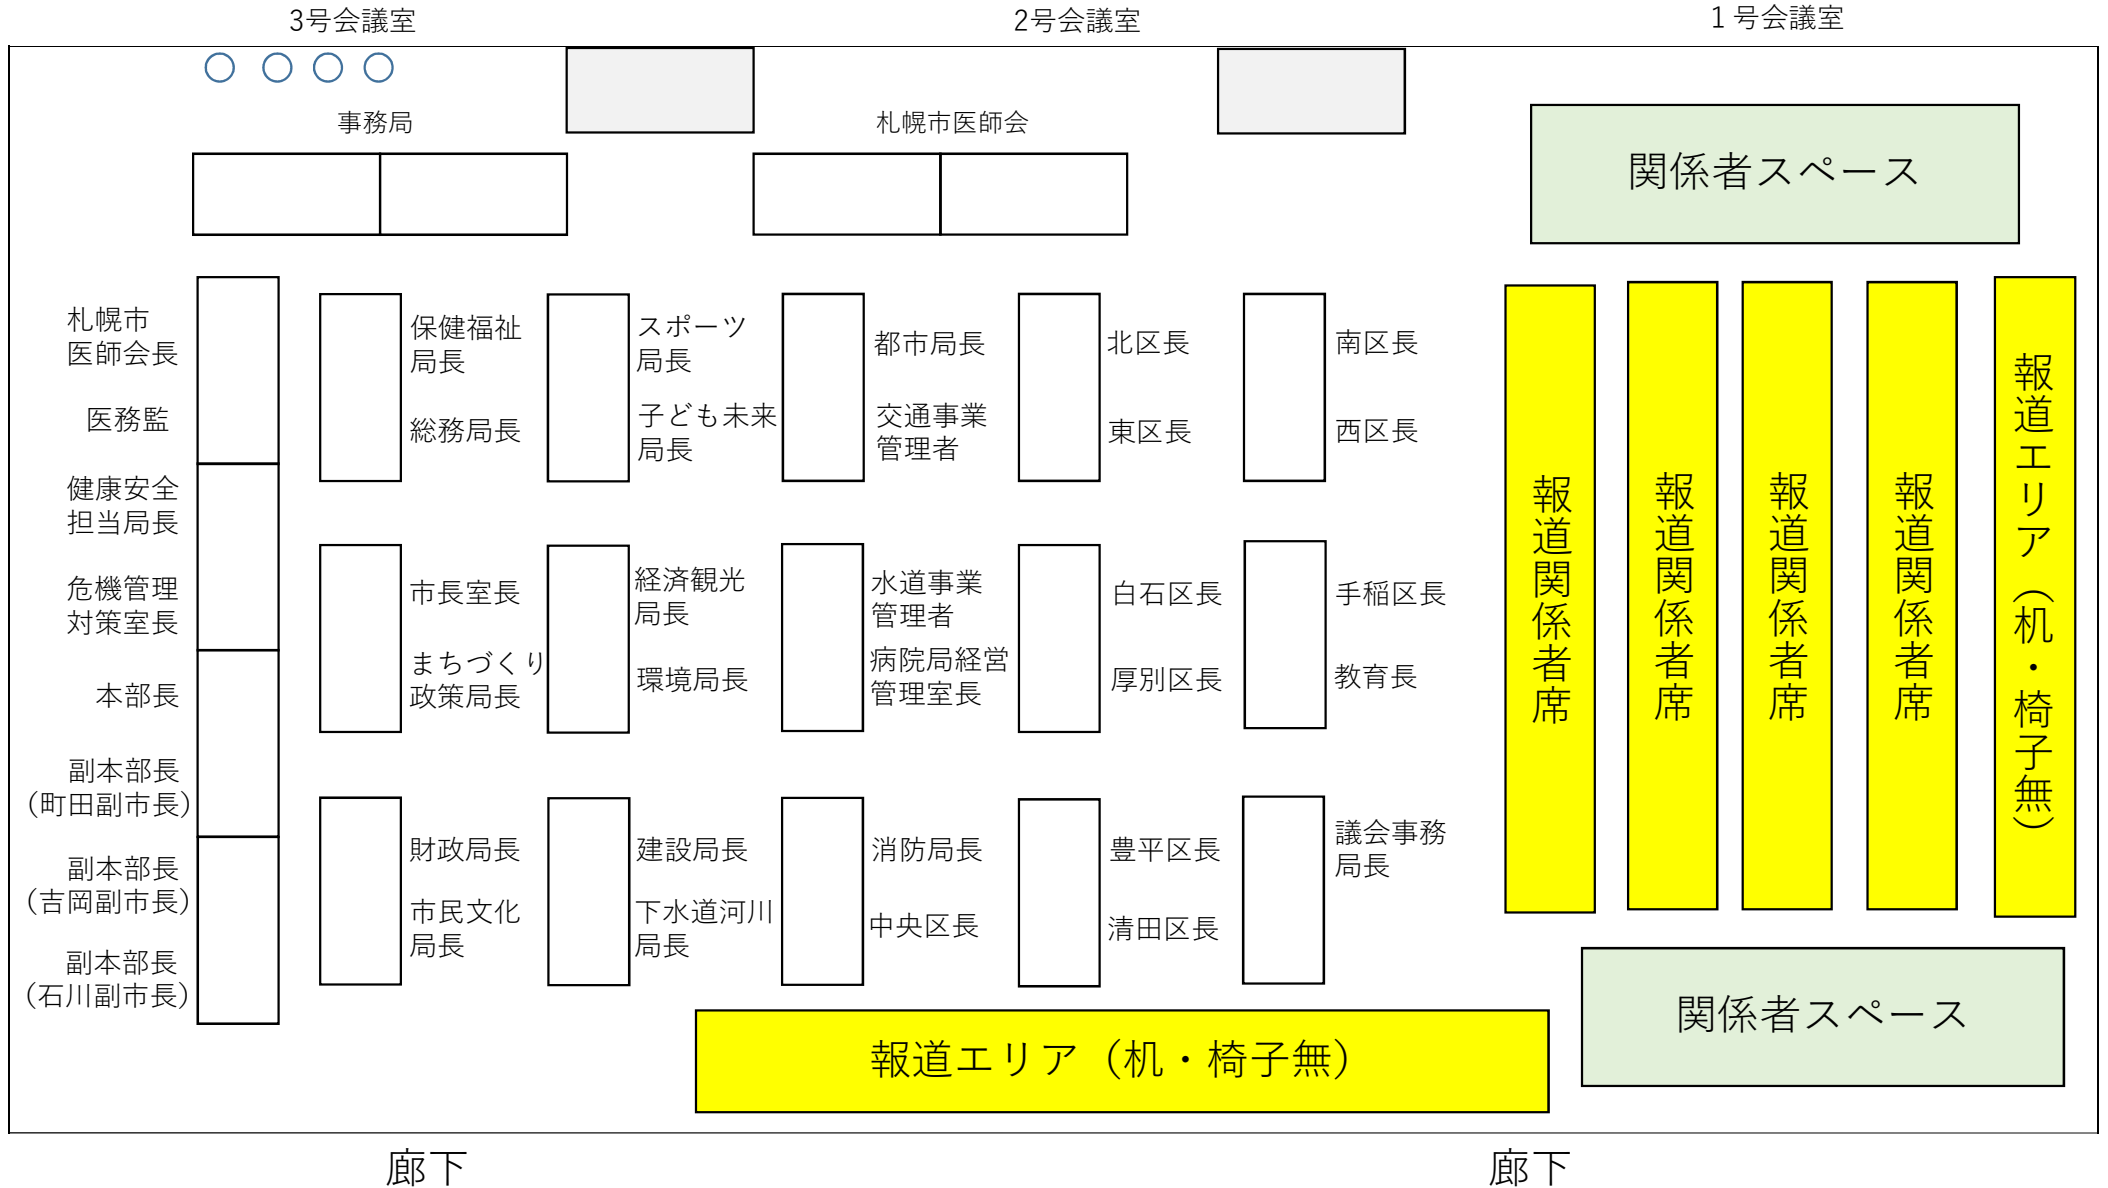 3号会議室
2号会議室
１号会議室
事務局
札幌市医師会
関係者スペース
札幌市
医師会長
医務監
健康安全
担当局長
危機管理
対策室長
本部長
副本部長
（町田副市長）
副本部長
（吉岡副市長）
副本部長
（石川副市長）
保健福祉
局長
総務局長
スポーツ
局長
子ども未来
局長
都市局長
交通事業
管理者
北区長
東区長
南区長
西区長
市長室長
まちづくり
政策局長
経済観光
局長
環境局長
水道事業
管理者
病院局経営
管理室長
白石区長
厚別区長
手稲区長
教育長
財政局長
市民文化
局長
建設局長
下水道河川
局長
消防局長
中央区長
豊平区長
清田区長
議会事務
局長
報道関係者席
報道関係者席
報道関係者席
報道関係者席
報道エリア（机・椅子無）
報道エリア（机・椅子無）
関係者スペース
廊下
廊下